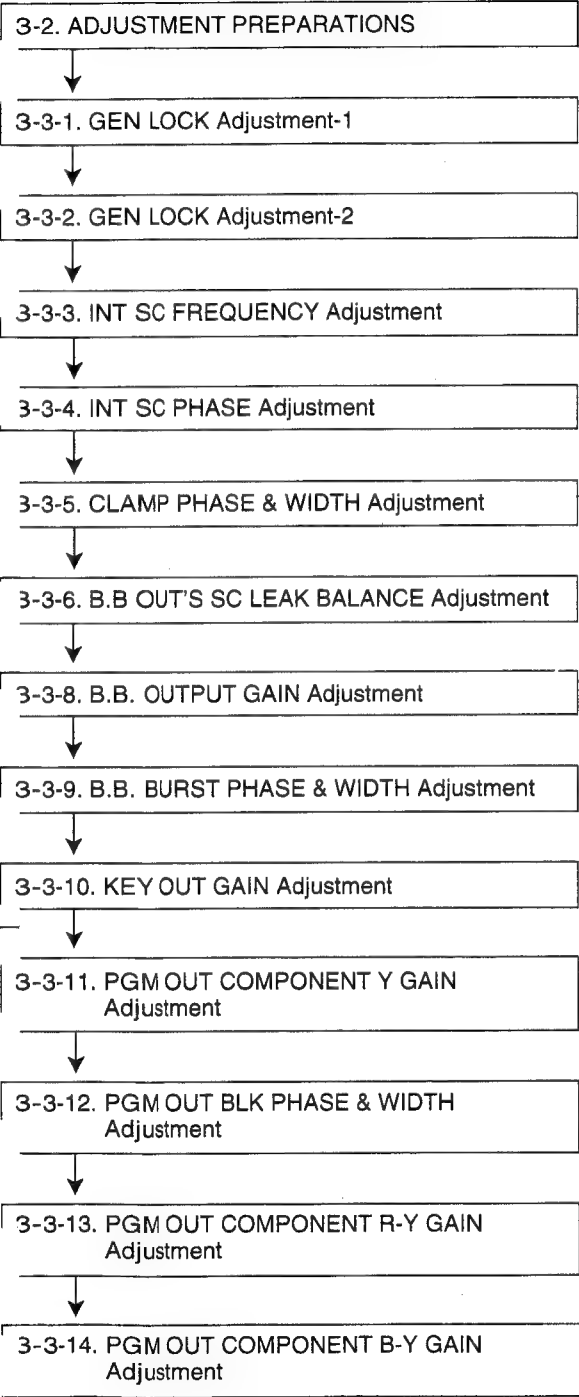 3-2. ADJUSTMENT PREPARATIONS
3-3-1. GEN LOCK Adjustment-1
3-3-2. GEN LOCK Adjustment-2
3-3-3. INT SC FREQUENCY Adjustment
3-3-4. INT SC PHASE Adjustment
3-3-5. CLAMP PHASE & WIDTH Adjustment
3-3-6. B.B OUT'S SC LEAK BALANCE Adjustment
3-3-8. B.B. OUTPUT GAIN Adjustment
3-3-9. B.B. BURST PHASE & WIDTH Adjustment
3-3-10. KEY OUT GAIN Adjustment
3-3-11. PGM OUT COMPONENT Y GAIN
Adjustment
3-3-12. PGM OUT BLK PHASE & WIDTH
Adjustment
3-3-13. PGM OUT COMPONENT R-Y GAIN
Adjustment
3-3-14. PGM OUT COMPONENT B-Y GAIN
Adjustment